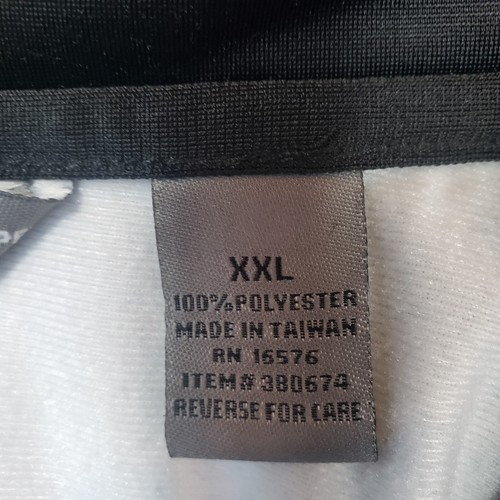 XXL
100% POLYESTER
MADE IN TAIWAN
RN 16576
ITEM# 380674
REVERSE FOR CARE